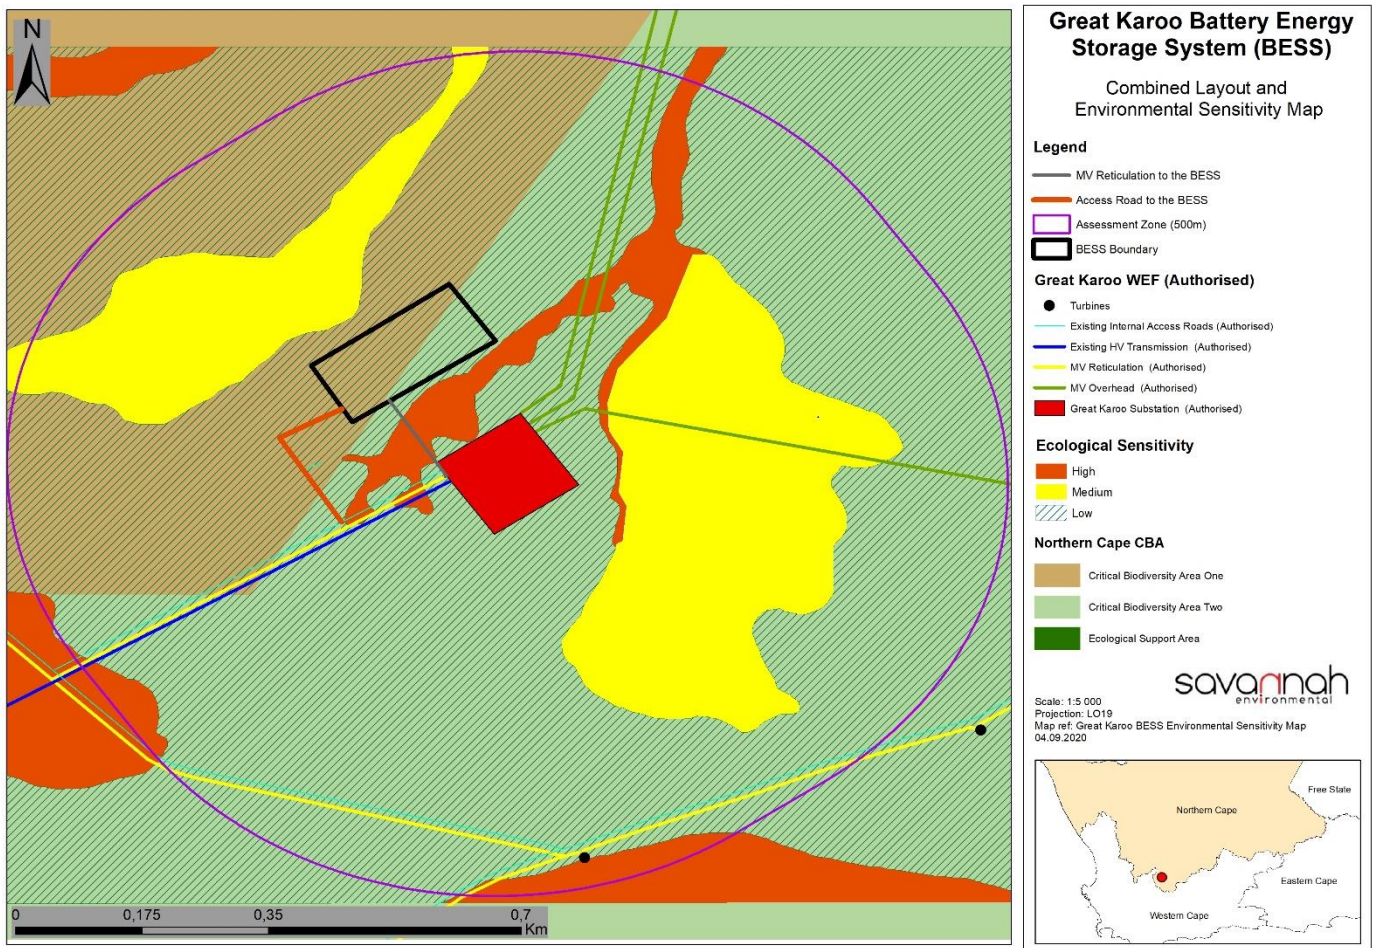 N
0
0,175
0,35
0,7
Km
Great Karoo Battery Energy
Storage System (BESS)
Combined Layout and
Environmental Sensitivity Map
Legend
MV Reticulation to the BESS
Access Road to the BESS
Assessment Zone (500m)
BESS Boundary
Great Karoo WEF (Authorised)
Turbines
Existing Internal Access Roads (Authorised)
Existing HV Transmission (Authorised)
MV Reticulation (Authorised)
MV Overhead (Authorised)
Great Karoo Substation (Authorised)
Ecological Sensitivity
High
Medium
Low
Northern Cape CBA
Critical Biodiversity Area One
Critical Biodiversity Area Two
Ecological Support Area
savannah
environmental
Scale: 1:5 000
Projection: LO19
Map ref: Great Karoo BESS Environmental Sensitivity Map
04.09.2020
Free State
Northern Cape
Eastern Cape
Western Cape